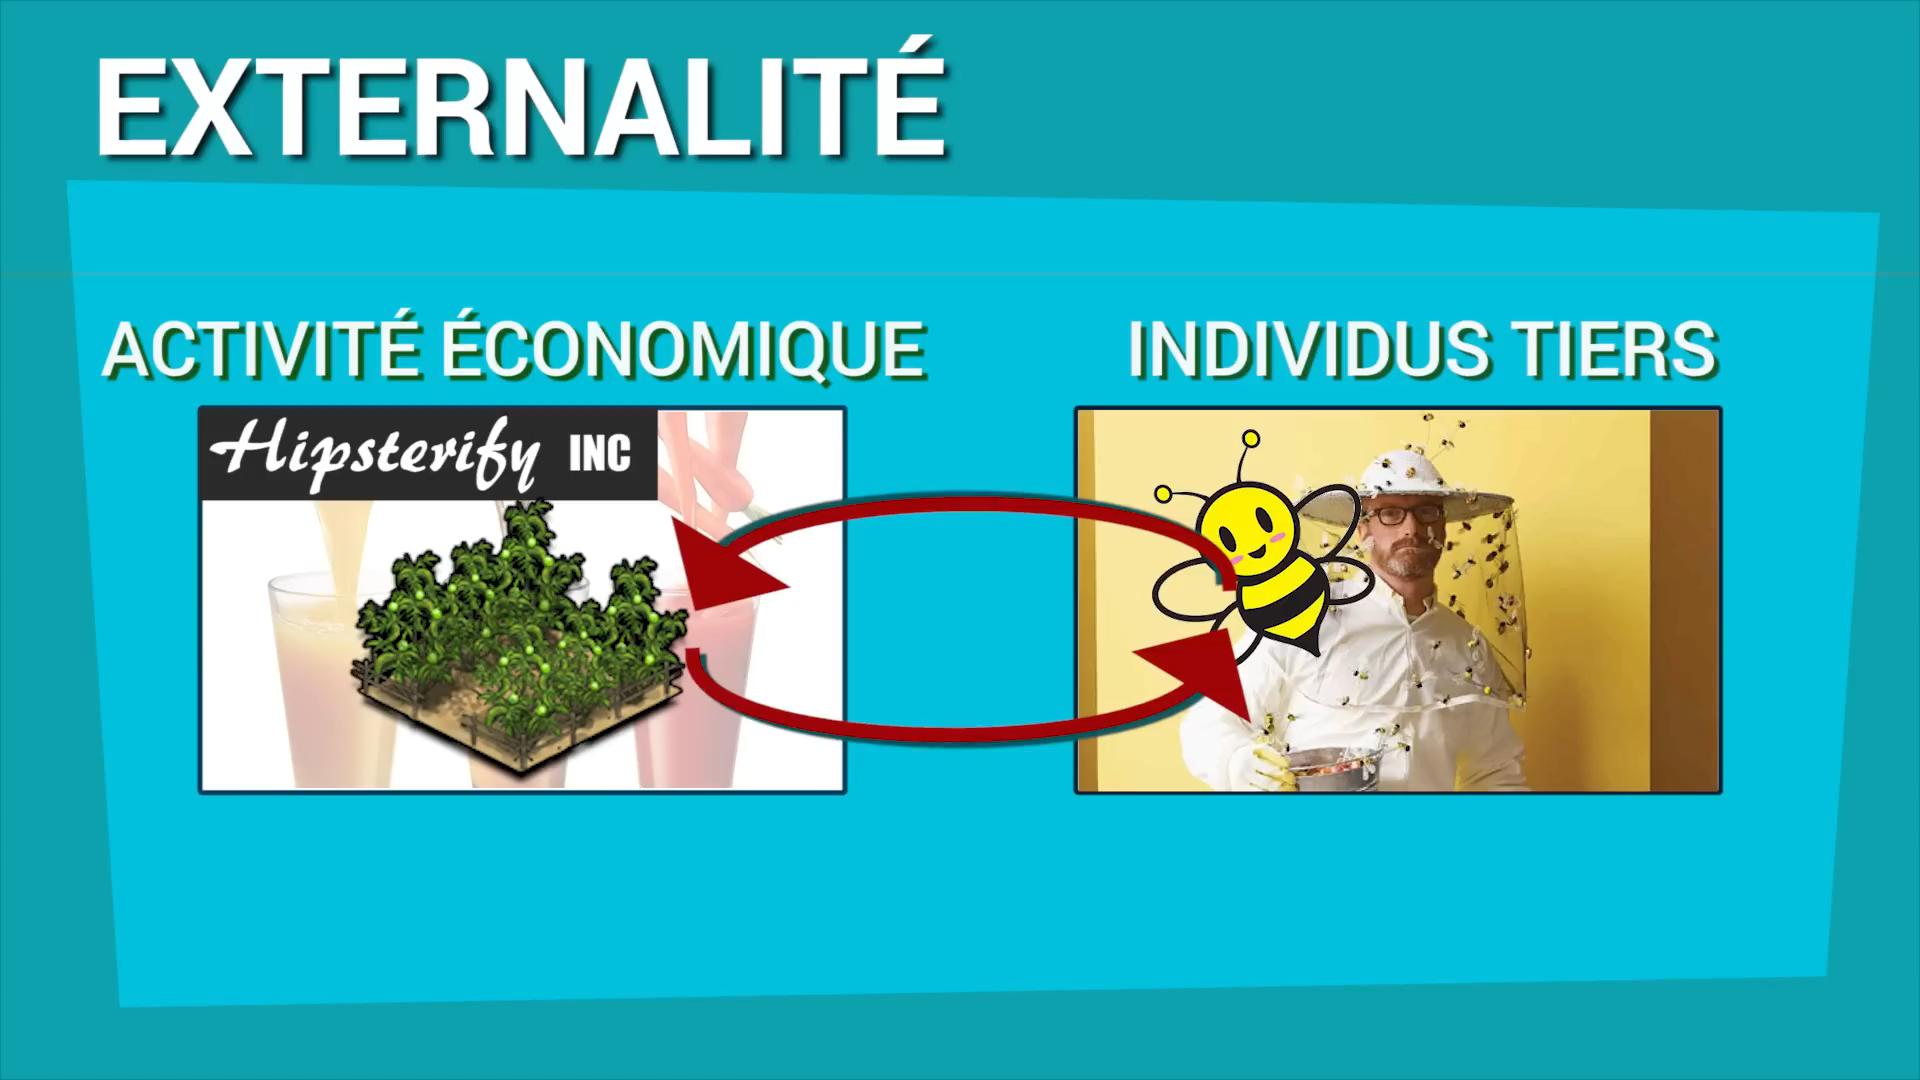 EXTERNALITÉ
ACTIVITÉ ÉCONOMIQUE
INDIVIDUS TIERS
Hipsterify INC